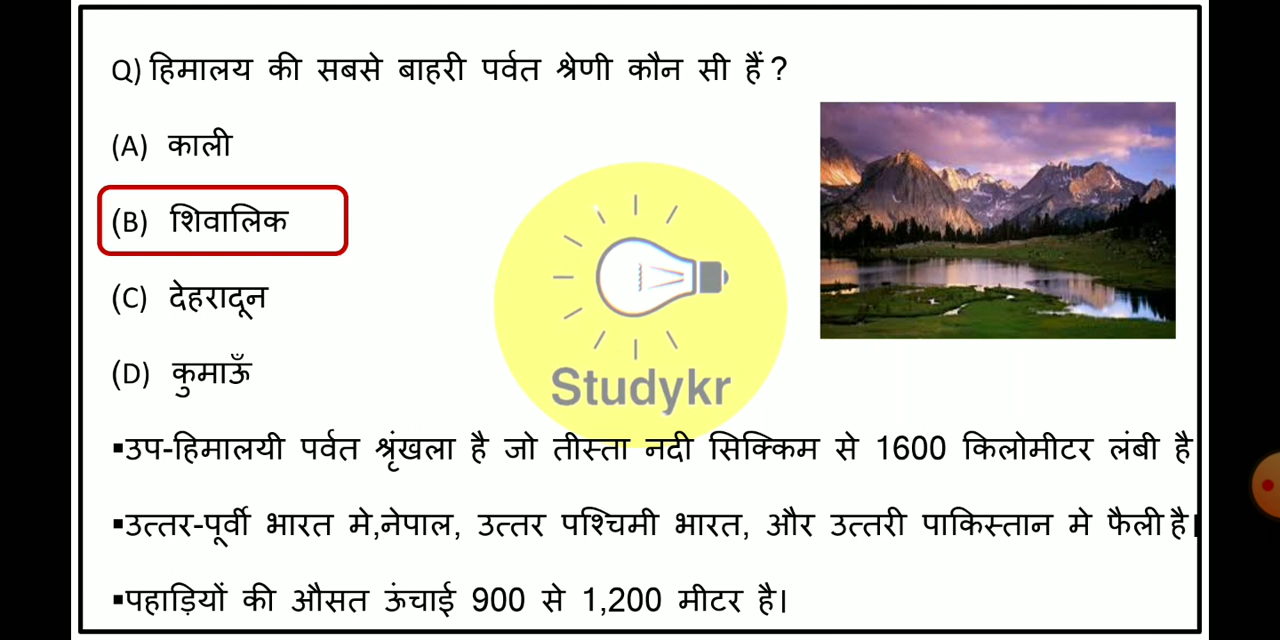 Q) हिमालय की सबसे बाहरी पर्वत श्रेणी कौन सी हैं ?
(A) काली
(B) शिवालिक
(C) देहरादून
(D) कुमाऊँ
Studykr
▪उप-हिमालयी पर्वत श्रृंखला है जो तीस्ता नदी सिक्किम से 1600 किलोमीटर लंबी है
▪उत्तर-पूर्वी भारत मे,नेपाल, उत्तर पश्चिमी भारत, और उत्तरी पाकिस्तान मे फैली है।
▪पहाड़ियों की औसत ऊंचाई 900 से 1,200 मीटर है।